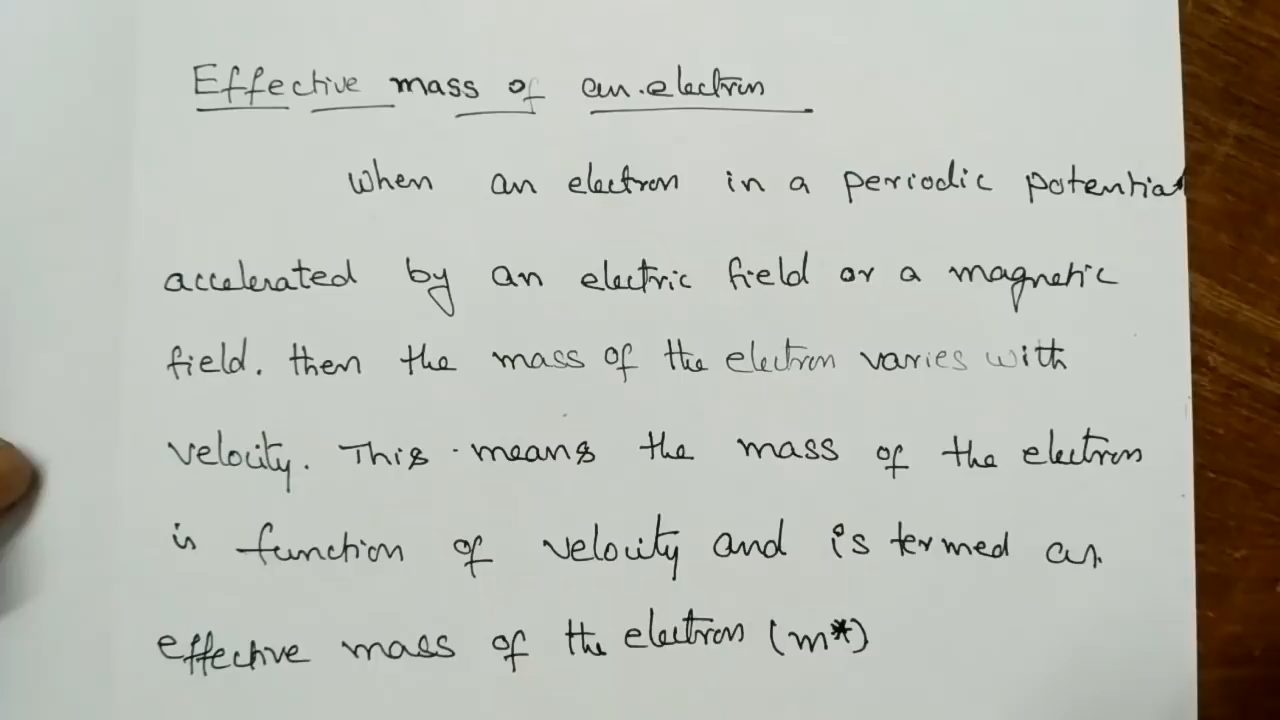 Effective mass of an electron
When an electron in a periodic potential
accelerated by an electric field or a magnetic
field. then the mass of the electron varies with
velocity. This means the mass of the electron
is function of velocity and is termed as
effective mass of the electron (m*)